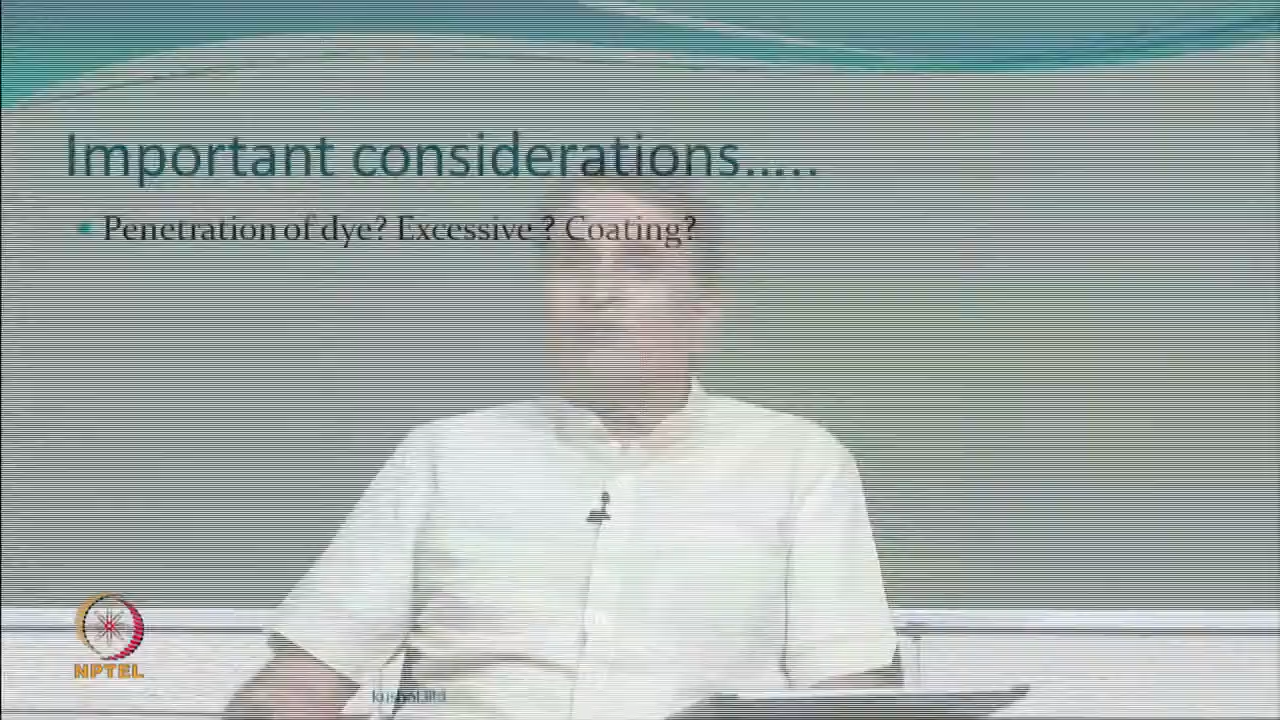 Important considerations.....
Penetration of dye? Excessive ? Coating?
NPTEL